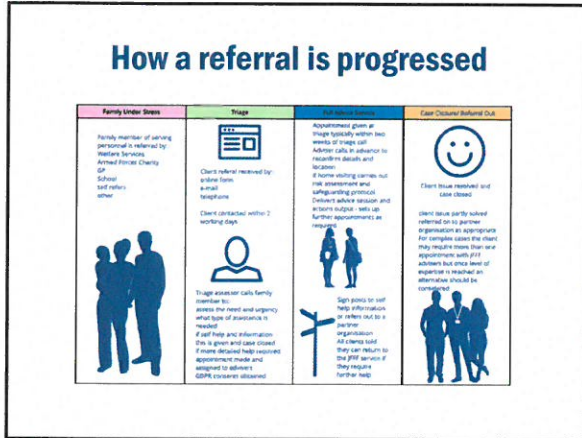 How a referral is progressed
Family Under Stress
Family member of serving
personnel is referred by:
Welfare Services
Armed Forces Charity
GP
School
self refers
other
Triage
Client referral received by:
online form
e-mail
telephone
Client contacted within 2
working days
Triage assessor calls family
member to:
assess the need and urgency
what type of assistance is
needed
if self help and information
this is given and case closed
if more detailed help required
appointment made and
assigned to advisers
GDPR consents obtained
Full Advice Service
Appointment given at
triage typically within two
weeks of triage call
Adviser calls in advance to
reconfirm details and
location
If home visiting carries out
risk assessment and
safeguarding protocol
Delivers advice session and
actions output - sets up
further appointments as
required
Sign posts to self
help information
or refers out to a
partner
organisation
All clients told
they can return to
the JFFF service if
they require
further help
Case Closure/ Referral Out
Client issue resolved and
case closed
client issue partly solved
referred on to partner
organisation as appropriate
For complex cases the client
may require more than one
appointment with JFFF
advisers but once level of
expertise is reached an
alternative should be
considered